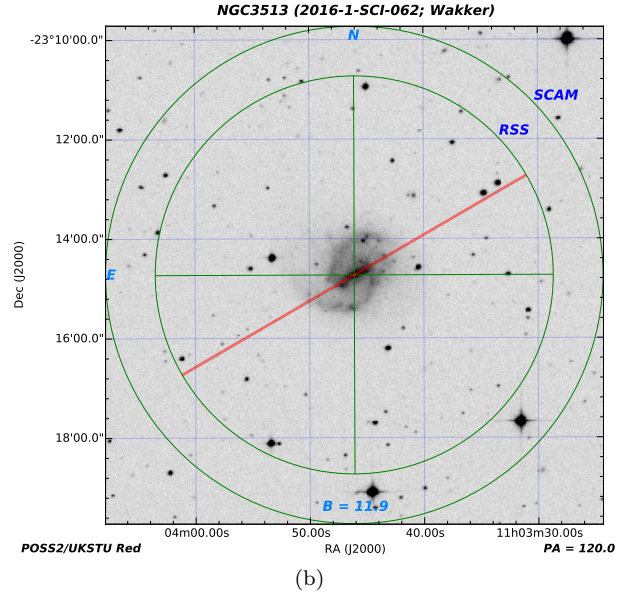 NGC3513 (2016-1-SCI-062; Wakker)
-23°10'00.0"
N
SCAM
RSS
12'00.0"
14'00.0"
E
Dec (J2000)
16'00.0"
18'00.0"
B = 11.9
04m00.00s 50.00s 40.00s 11h03m30.00s
POSS2/UKSTU Red RA (J2000) PA = 120.0
(b)